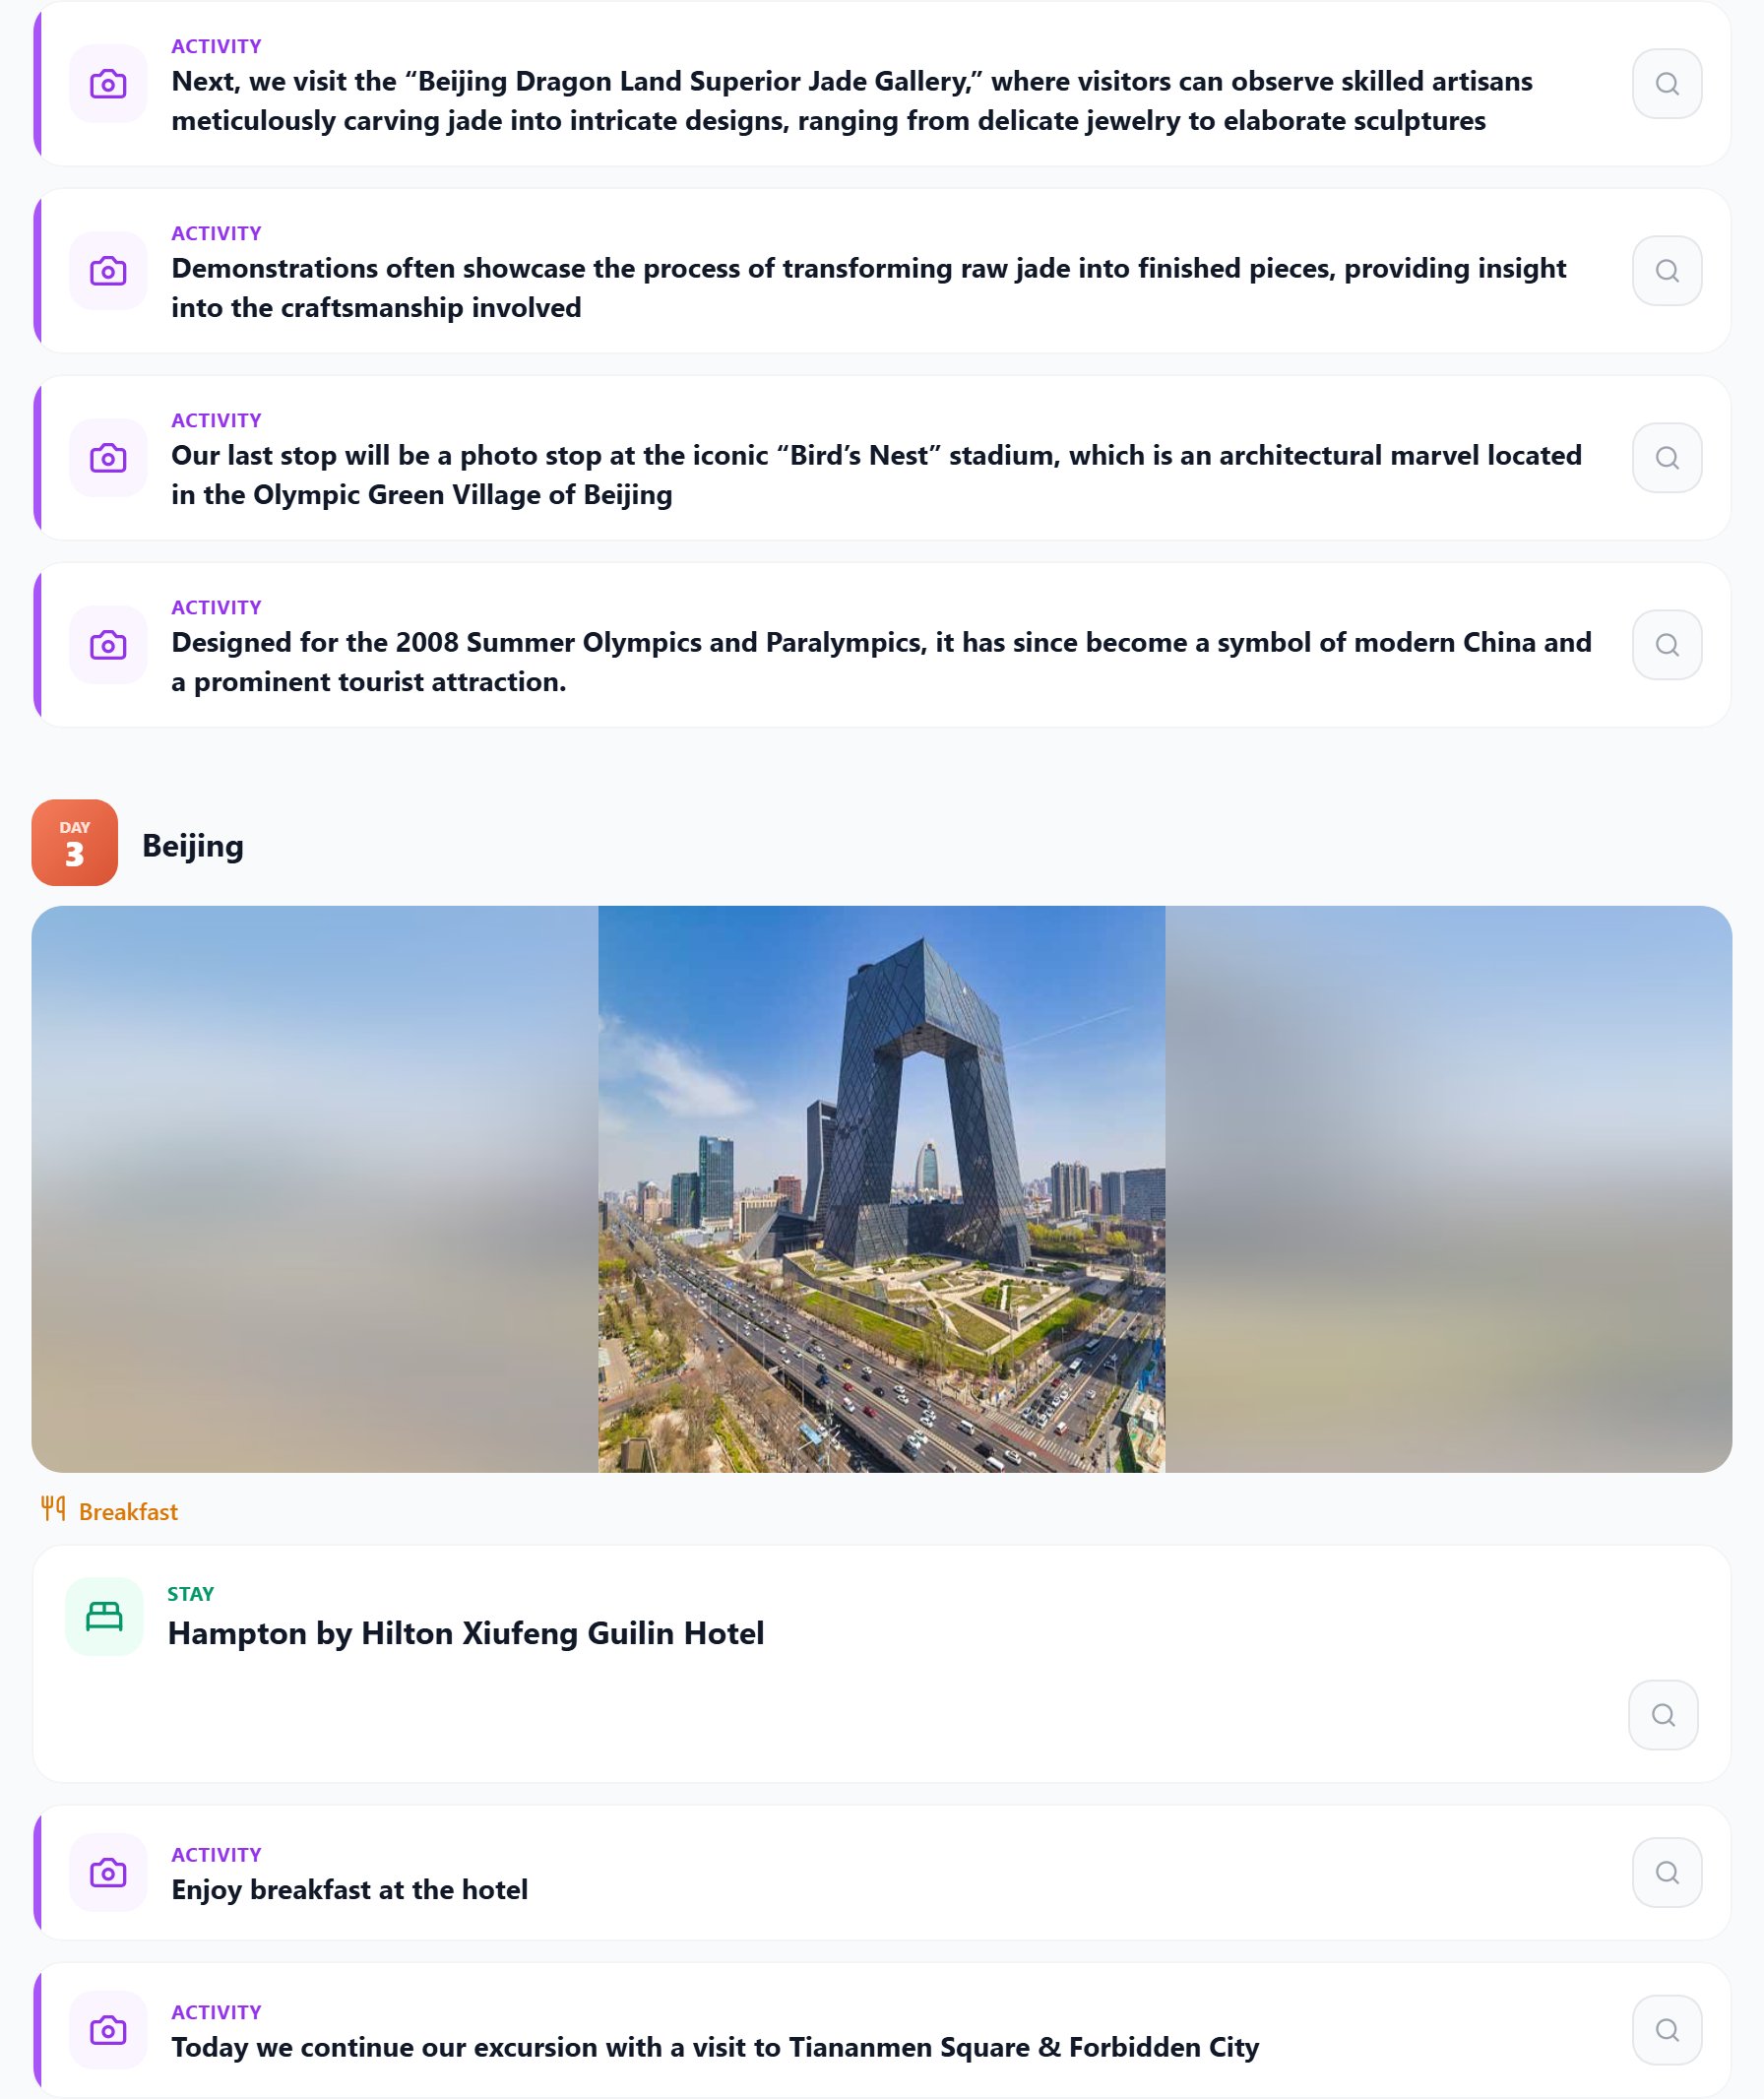 ACTIVITY
Next, we visit the “Beijing Dragon Land Superior Jade Gallery,” where visitors can observe skilled artisans
meticulously carving jade into intricate designs, ranging from delicate jewelry to elaborate sculptures
ACTIVITY
Demonstrations often showcase the process of transforming raw jade into finished pieces, providing insight
into the craftsmanship involved
ACTIVITY
Our last stop will be a photo stop at the iconic “Bird’s Nest” stadium, which is an architectural marvel located
in the Olympic Green Village of Beijing
ACTIVITY
Designed for the 2008 Summer Olympics and Paralympics, it has since become a symbol of modern China and
a prominent tourist attraction.
DAY
3
Beijing
Breakfast
STAY
Hampton by Hilton Xiufeng Guilin Hotel
ACTIVITY
Enjoy breakfast at the hotel
ACTIVITY
Today we continue our excursion with a visit to Tiananmen Square & Forbidden City